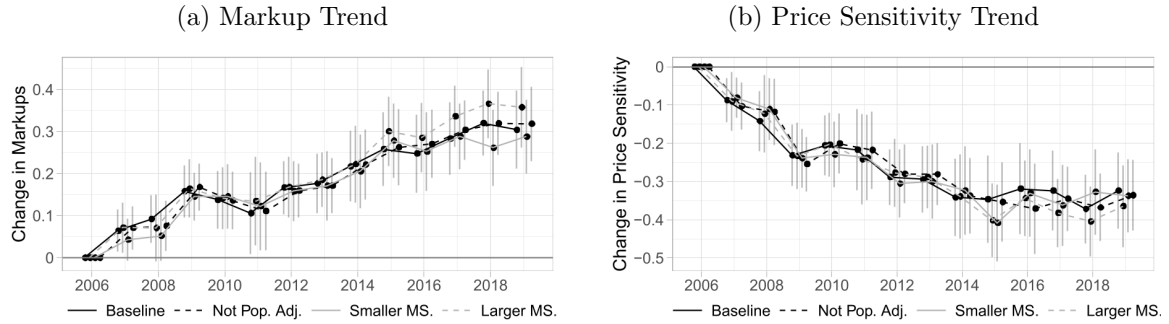 (a) Markup Trend
(b) Price Sensitivity Trend
Change in Markups
0.4
0.3
0.2
0.1
0
2006 2008 2010 2012 2014 2016 2018
Baseline Not Pop. Adj. Smaller MS. Larger MS.
Change in Price Sensitivity
0
−0.1
−0.2
−0.3
−0.4
−0.5
2006 2008 2010 2012 2014 2016 2018
Baseline Not Pop. Adj. Smaller MS. Larger MS.